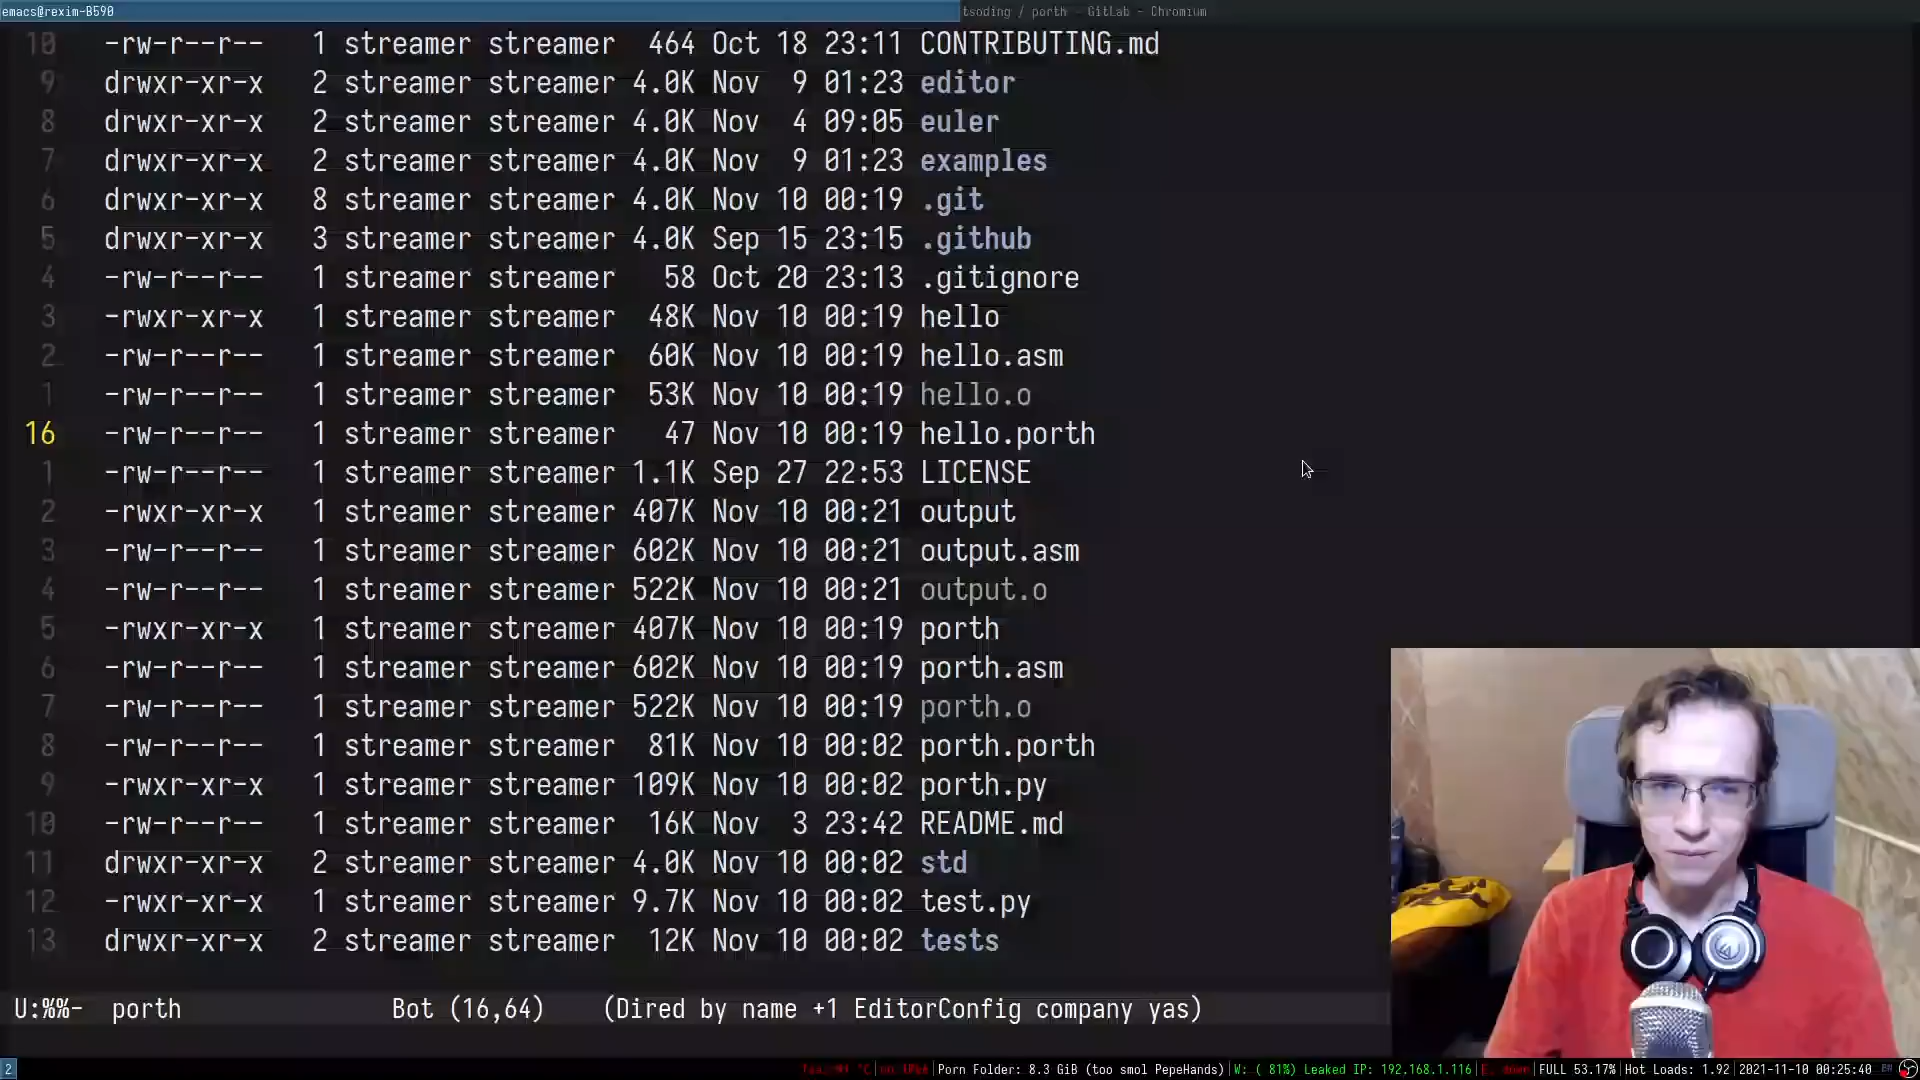 emacs@rexim-B590
tsoding / porth - GitLab - Chromium
10 -rw-r--r-- 1 streamer streamer 464 Oct 18 23:11 CONTRIBUTING.md
9 drwxr-xr-x 2 streamer streamer 4.0K Nov 9 01:23 editor
8 drwxr-xr-x 2 streamer streamer 4.0K Nov 4 09:05 euler
7 drwxr-xr-x 2 streamer streamer 4.0K Nov 9 01:23 examples
6 drwxr-xr-x 8 streamer streamer 4.0K Nov 10 00:19 .git
5 drwxr-xr-x 3 streamer streamer 4.0K Sep 15 23:15 .github
4 -rw-r--r-- 1 streamer streamer 58 Oct 20 23:13 .gitignore
3 -rwxr-xr-x 1 streamer streamer 48K Nov 10 00:19 hello
2 -rw-r--r-- 1 streamer streamer 60K Nov 10 00:19 hello.asm
1 -rw-r--r-- 1 streamer streamer 53K Nov 10 00:19 hello.o
16 -rw-r--r-- 1 streamer streamer 47 Nov 10 00:19 hello.porth
1 -rw-r--r-- 1 streamer streamer 1.1K Sep 27 22:53 LICENSE
2 -rwxr-xr-x 1 streamer streamer 407K Nov 10 00:21 output
3 -rw-r--r-- 1 streamer streamer 602K Nov 10 00:21 output.asm
4 -rw-r--r-- 1 streamer streamer 522K Nov 10 00:21 output.o
5 -rwxr-xr-x 1 streamer streamer 407K Nov 10 00:19 porth
6 -rw-r--r-- 1 streamer streamer 602K Nov 10 00:19 porth.asm
7 -rw-r--r-- 1 streamer streamer 522K Nov 10 00:19 porth.o
8 -rw-r--r-- 1 streamer streamer 81K Nov 10 00:02 porth.porth
9 -rwxr-xr-x 1 streamer streamer 109K Nov 10 00:02 porth.py
10 -rw-r--r-- 1 streamer streamer 16K Nov 3 23:42 README.md
11 drwxr-xr-x 2 streamer streamer 4.0K Nov 10 00:02 std
12 -rwxr-xr-x 1 streamer streamer 9.7K Nov 10 00:02 test.py
13 drwxr-xr-x 2 streamer streamer 12K Nov 10 00:02 tests
U:%%- porth Bot (16,64) (Dired by name +1 EditorConfig company yas)
2 no IPv6|Porn Folder: 8.3 GiB (too smol PepeHands)|W: ( 81%) Leaked IP: 192.168.1.116|E: down|FULL 53.17%|Hot Loads: 1.92|2021-11-10 00:25:40